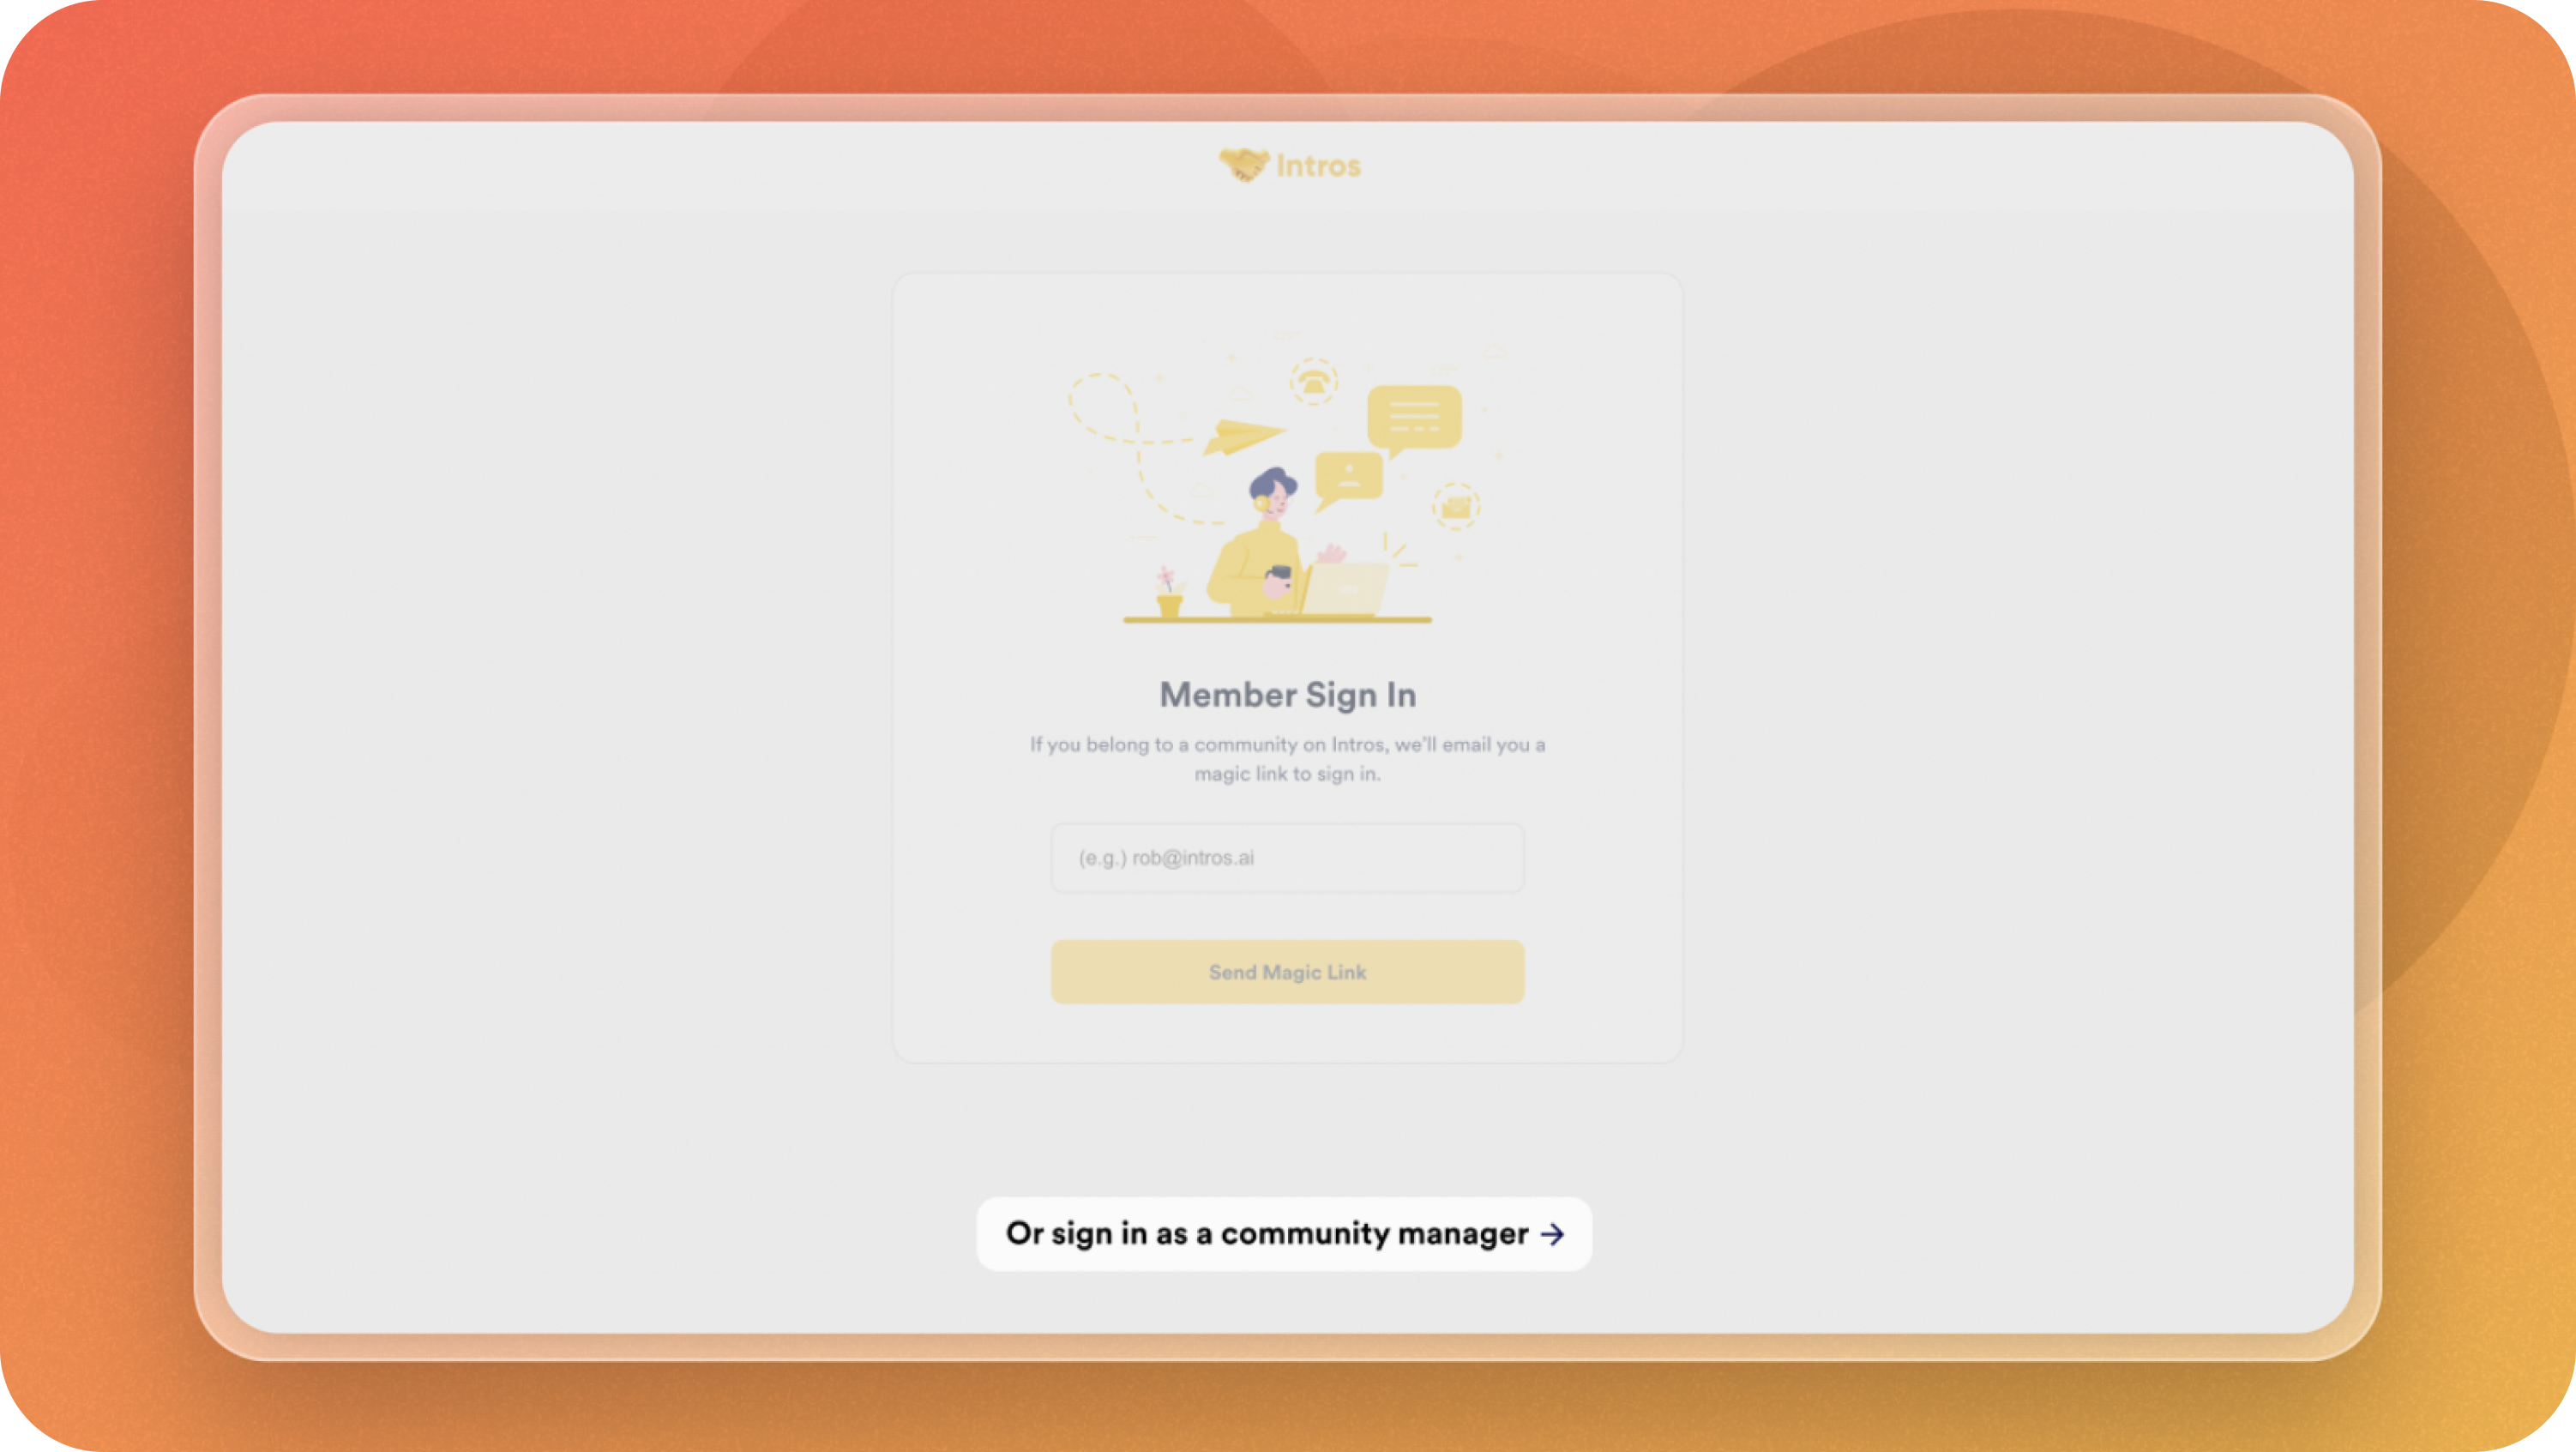 Intros
Member Sign In
If you belong to a community on Intros, we'll email you a
magic link to sign in.
(e.g.) rob@intros.ai
Send Magic Link
Or sign in as a community manager →